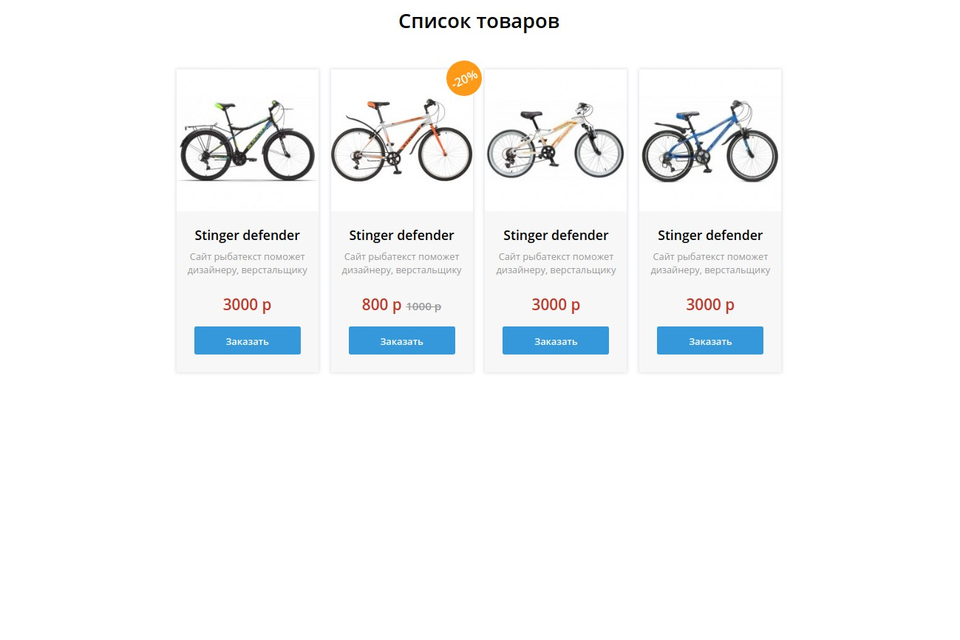 Список товаров
-20%
Stinger defender
Сайт рыбатекст поможет
дизайнеру, верстальщику
3000 р
Заказать
Stinger defender
Сайт рыбатекст поможет
дизайнеру, верстальщику
800 р 1000 р
Заказать
Stinger defender
Сайт рыбатекст поможет
дизайнеру, верстальщику
3000 р
Заказать
Stinger defender
Сайт рыбатекст поможет
дизайнеру, верстальщику
3000 р
Заказать